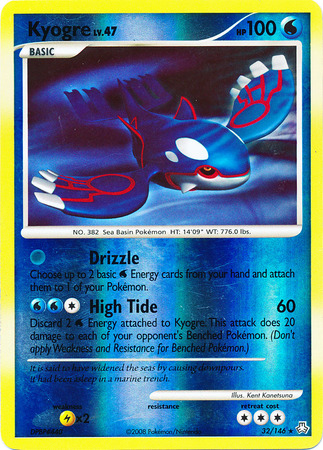 Kyogre LV.47 HP 100
BASIC
NO. 382 Sea Basin Pokémon HT: 14'09" WT: 776.0 lbs.
Drizzle
Choose up to 2 basic Energy cards from your hand and attach
them to 1 of your Pokémon.
High Tide 60
Discard 2 Energy attached to Kyogre. This attack does 20
damage to each of your opponent's Benched Pokémon. (Don't
apply Weakness and Resistance for Benched Pokémon.)
It is said to have widened the seas by causing downpours.
It had been asleep in a marine trench.
Illus. Kent Kanetsuna
weakness resistance retreat cost
×2
©2008 Pokémon/Nintendo 32/146 ★